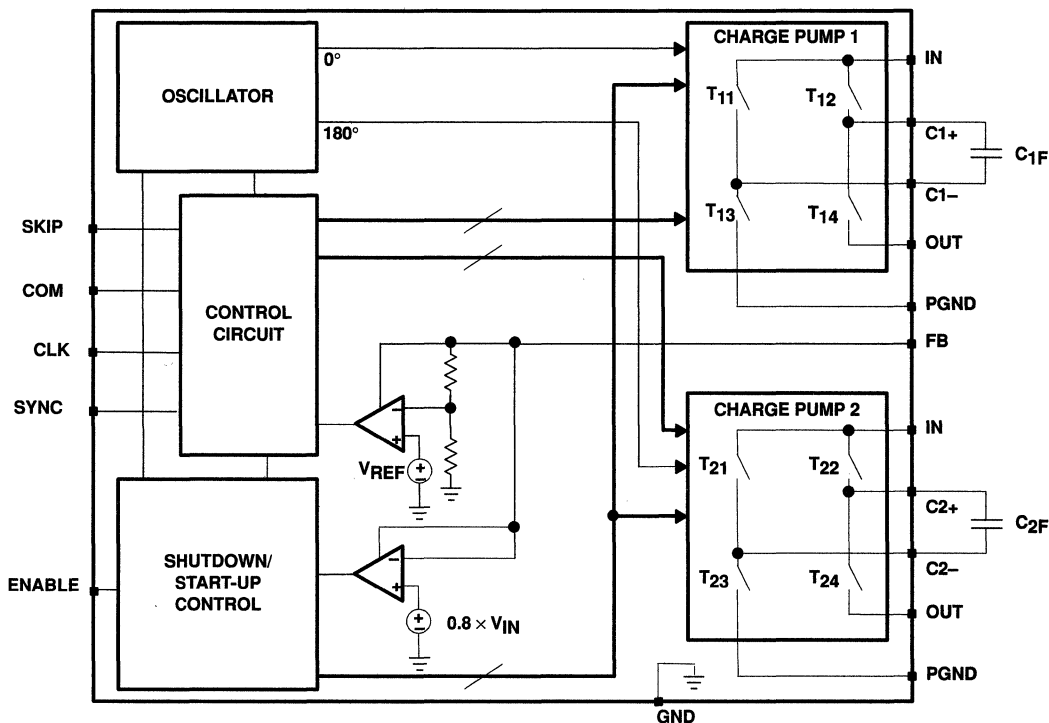 CHARGE PUMP 1
IN
0°
OSCILLATOR
T11
T12
180°
C1+
C1F
C1–
SKIP
T13
T14
OUT
COM
CONTROL
CIRCUIT
PGND
CLK
FB
SYNC
CHARGE PUMP 2
IN
VREF
T21
T22
C2+
C2F
SHUTDOWN/
START-UP
CONTROL
C2–
ENABLE
T23
T24
OUT
0.8 × VIN
PGND
GND